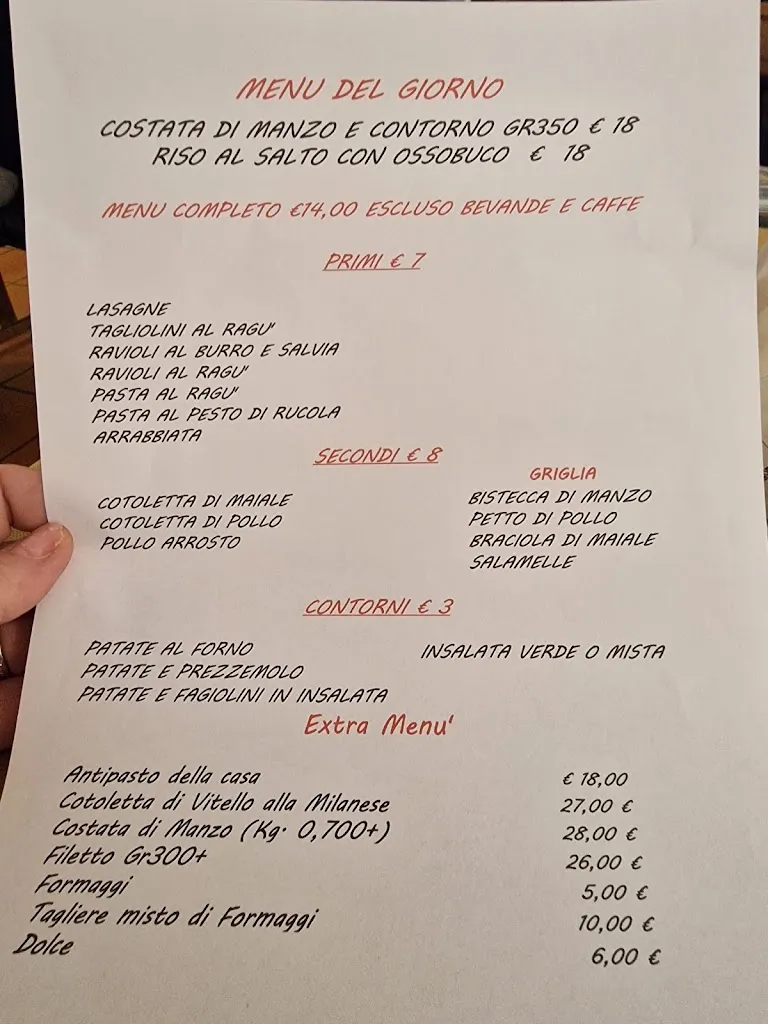 MENU DEL GIORNO
COSTATA DI MANZO E CONTORNO GR350 € 18
RISO AL SALTO CON OSSOBUCO € 18
MENU COMPLETO €14,00 ESCLUSO BEVANDE E CAFFE
PRIMI € 7
LASAGNE
TAGLIOLINI AL RAGU'
RAVIOLI AL BURRO E SALVIA
RAVIOLI AL RAGU'
PASTA AL RAGU'
PASTA AL PESTO DI RUCOLA
ARRABBIATA
SECONDI € 8
GRIGLIA
COTOLETTA DI MAIALE BISTECCA DI MANZO
COTOLETTA DI POLLO PETTO DI POLLO
POLLO ARROSTO BRACIOLA DI MAIALE
SALAMELLE
CONTORNI € 3
PATATE AL FORNO INSALATA VERDE O MISTA
PATATE E PREZZEMOLO
PATATE E FAGIOLINI IN INSALATA
Extra Menu'
Antipasto della casa € 18,00
Cotoletta di Vitello alla Milanese 27,00 €
Costata di Manzo (Kg. 0,700+) 28,00 €
Filetto Gr300+ 26,00 €
Formaggi 5,00 €
Tagliere misto di Formaggi 10,00 €
Dolce 6,00 €